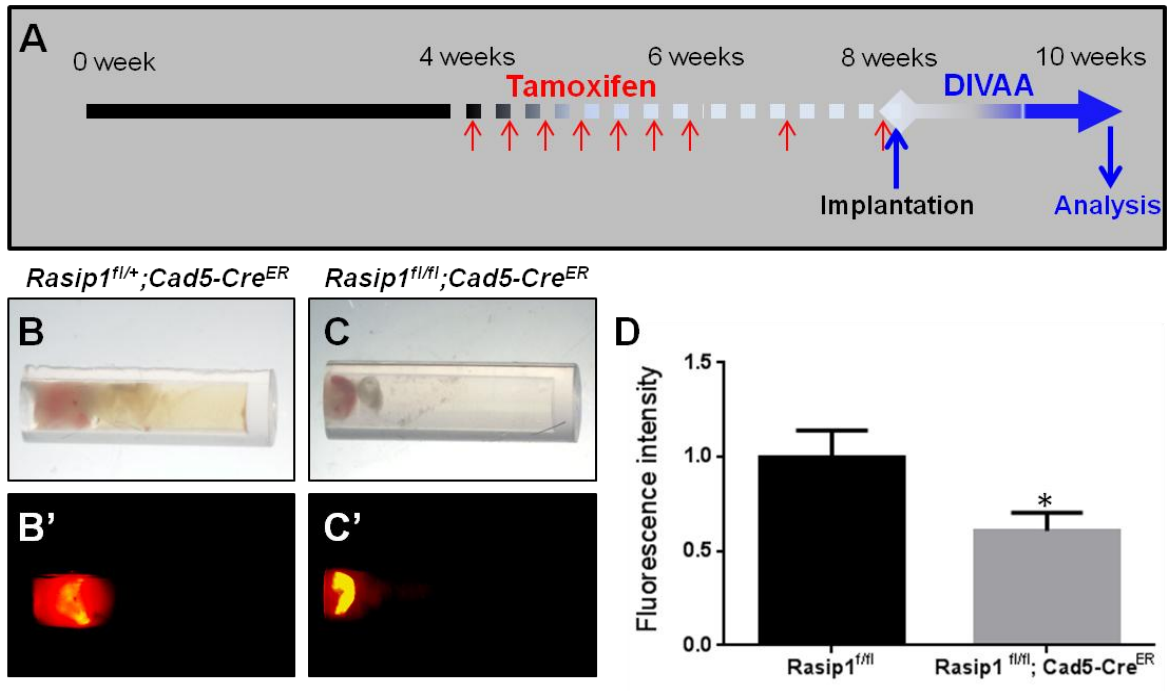 A
0 week
4 weeks
6 weeks
8 weeks
10 weeks
Tamoxifen
DIVAA
Implantation
Analysis
Rasip1fl/+;Cad5-CreER
Rasip1fl/fl;Cad5-CreER
B
C
B’
C’
D
Fluorescence intensity
1.5
1.0
0.5
0.0
*
Rasip1f/fl
Rasip1 fl/fl; Cad5-CreER